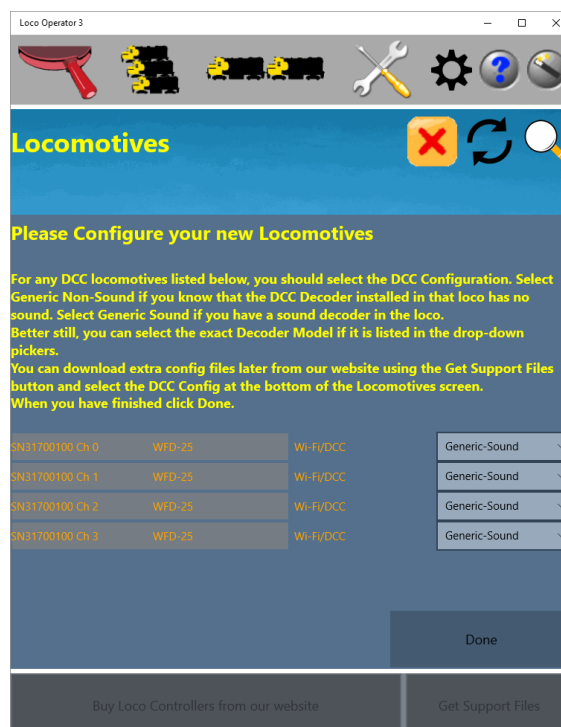 Loco Operator 3
Locomotives
Please Configure your new Locomotives
For any DCC locomotives listed below, you should select the DCC Configuration. Select
Generic Non-Sound if you know that the DCC Decoder installed in that loco has no
sound. Select Generic Sound if you have a sound decoder in the loco.
Better still, you can select the exact Decoder Model if it is listed in the drop-down
pickers.
You can download extra config files later from our website using the Get Support Files
button and select the DCC Config at the bottom of the Locomotives screen.
When you have finished click Done.
SN31700100 Ch 0 WFD-25 Wi-Fi/DCC Generic-Sound
SN31700100 Ch 1 WFD-25 Wi-Fi/DCC Generic-Sound
SN31700100 Ch 2 WFD-25 Wi-Fi/DCC Generic-Sound
SN31700100 Ch 3 WFD-25 Wi-Fi/DCC Generic-Sound
Done
Buy Loco Controllers from our website Get Support Files